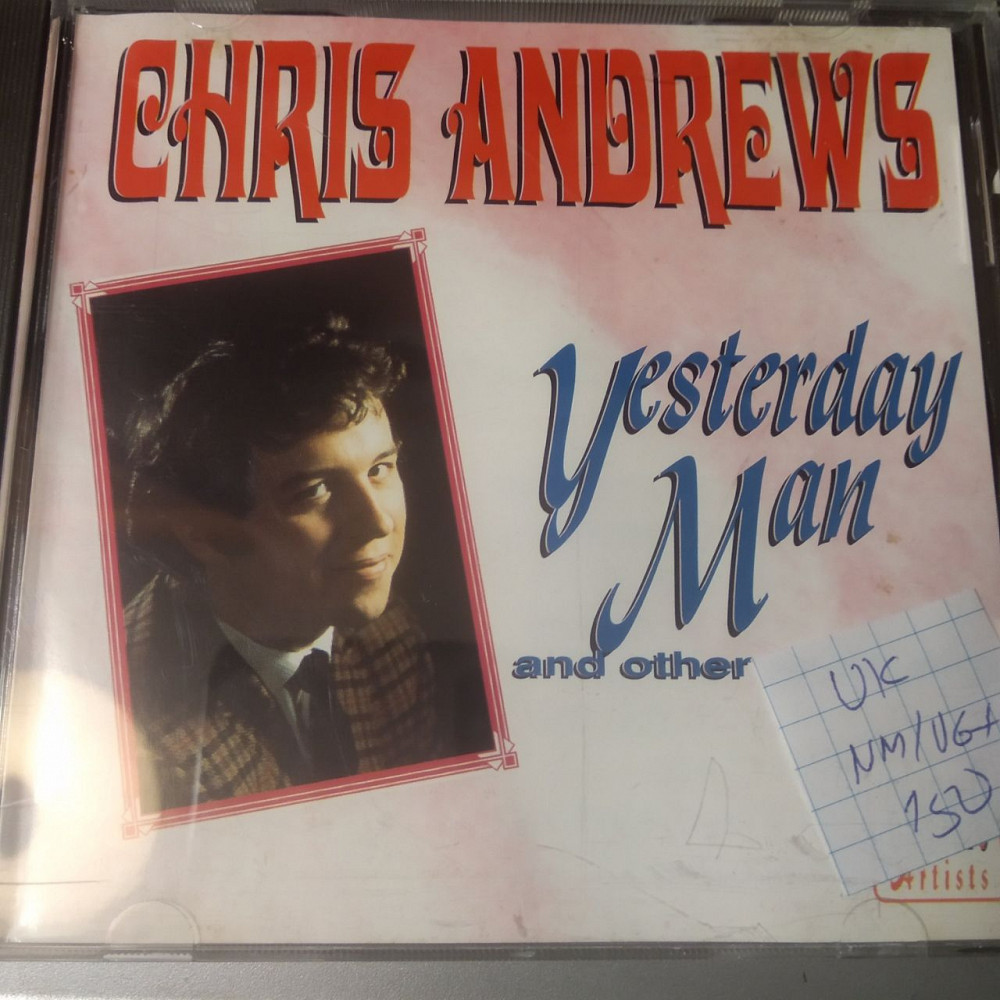 CHRIS ANDREWS
Yesterday
Man
and other
UK
NM/VG+
150
Artists